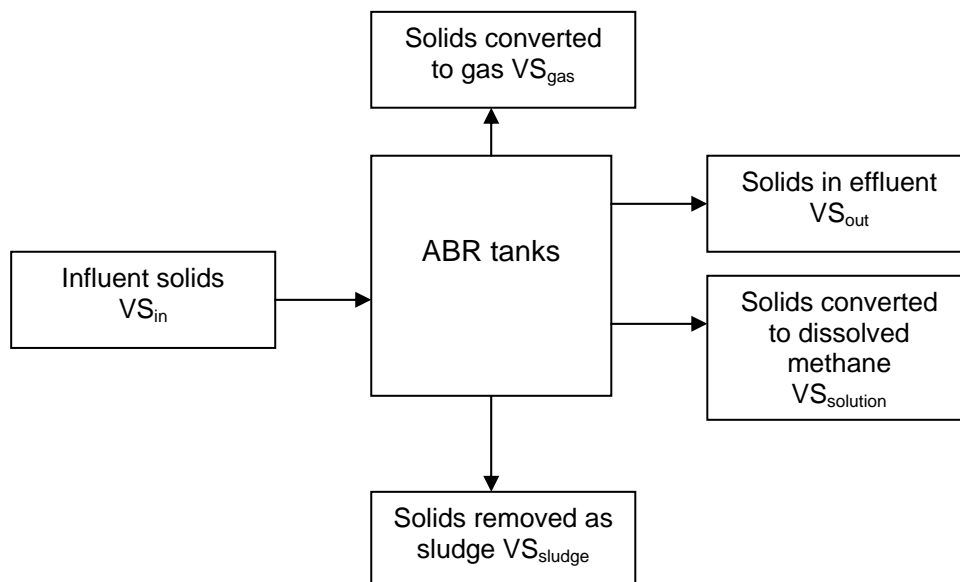 Solids converted
to gas VSgas
Solids in effluent
VSout
ABR tanks
Influent solids
VSin
Solids converted
to dissolved
methane
VSsolution
Solids removed as
sludge VSsludge